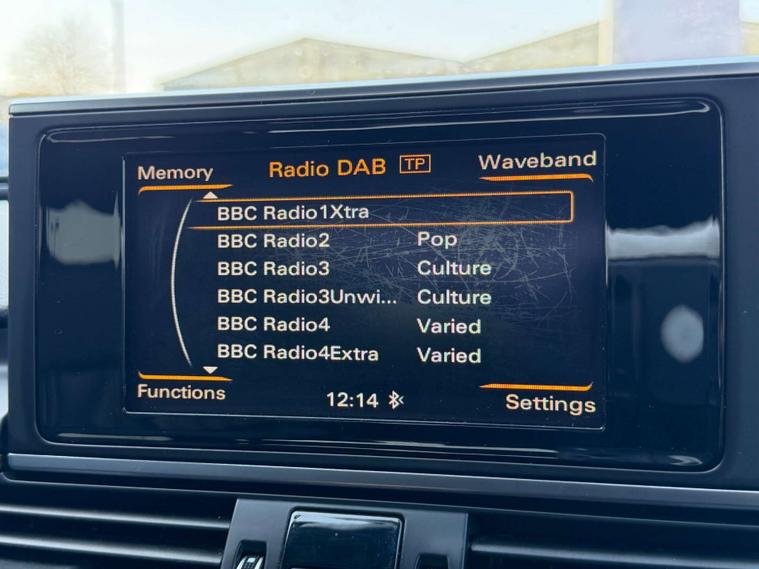 Memory Radio DAB TP Waveband
BBC Radio1Xtra
BBC Radio2 Pop
BBC Radio3 Culture
BBC Radio3Unwi... Culture
BBC Radio4 Varied
BBC Radio4Extra Varied
Functions 12:14 Settings